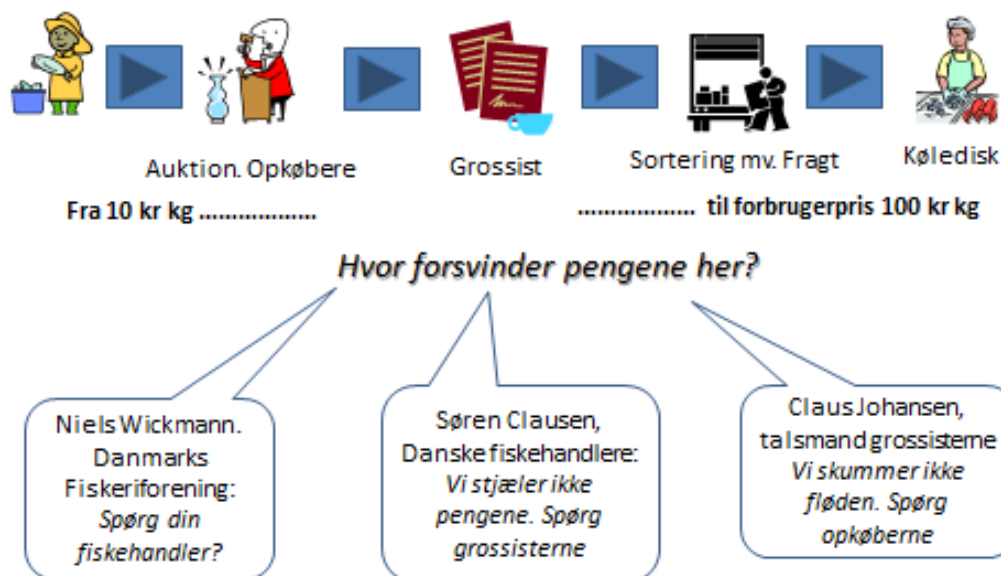 Auktion. Opkøbere
Grossist
Sortering mv. Fragt
Køledisk
Fra 10 kr kg ..................
.................. til forbrugerpris 100 kr kg
Hvor forsvinder pengene her?
Niels Wickmann.
Danmarks
Fiskeriforening:
Spørg din
fiskehandler?
Søren Clausen,
Danske fiskehandlere:
Vi stjæler ikke
pengene. Spørg
grossisterne
Claus Johansen,
talsmand grossisterne
Vi skummer ikke
fløden. Spørg
opkøberne